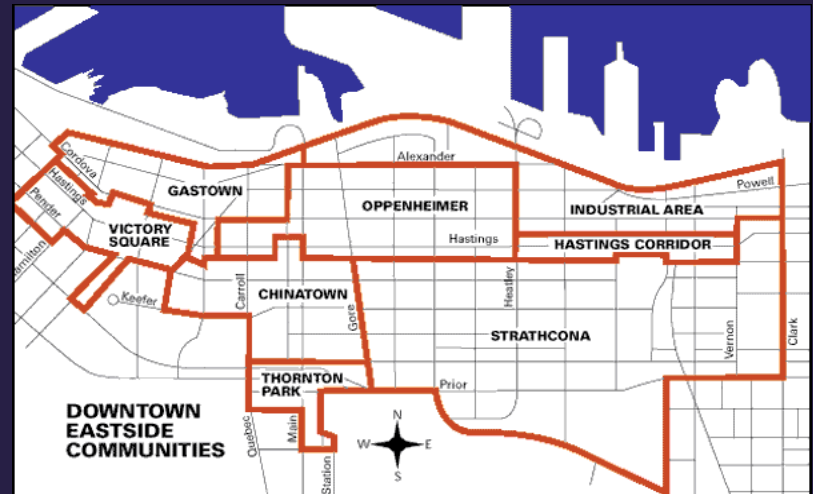 Alexander
Cordova
Powell
GASTOWN
Hastings
OPPENHEIMER
INDUSTRIAL AREA
Pender
VICTORY
SQUARE
Hastings
HASTINGS CORRIDOR
Hamilton
Keefer
Carroll
CHINATOWN
Gore
Heatley
STRATHCONA
Vernon
Clark
THORNTON
PARK
Prior
DOWNTOWN
EASTSIDE
COMMUNITIES
Quebec
Main
Station
N
W
E
S